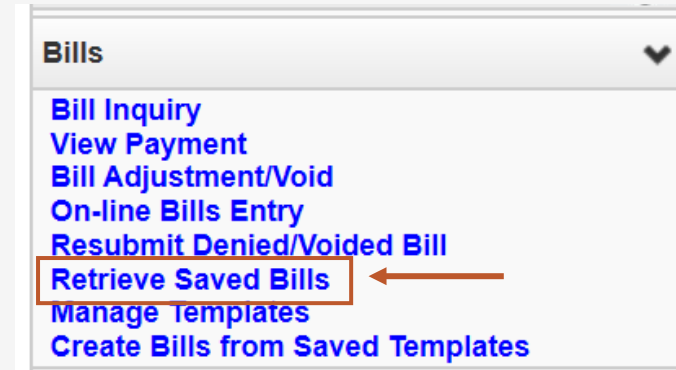 Bills
Bill Inquiry
View Payment
Bill Adjustment/Void
On-line Bills Entry
Resubmit Denied/Voided Bill
Retrieve Saved Bills
Manage Templates
Create Bills from Saved Templates